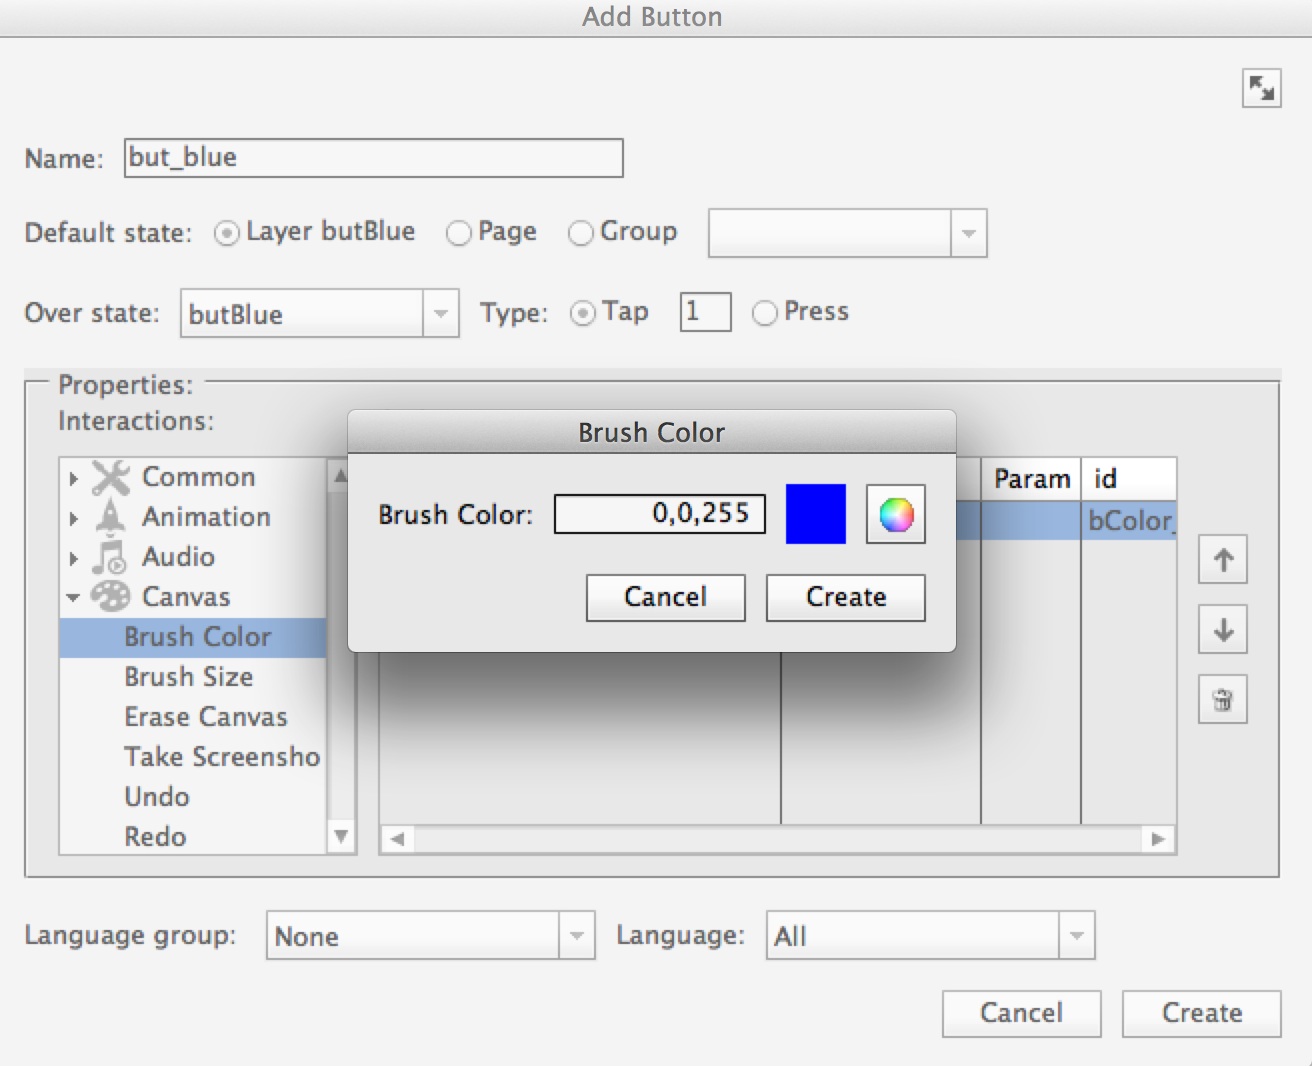 Add Button
Name: but_blue
Default state: Layer butBlue Page Group
Over state: butBlue Type: Tap 1 Press
Properties:
Interactions:
Brush Color
Common Param id
Brush Color: 0,0,255
Animation bColor_
Audio
Canvas Cancel Create
Brush Color
Brush Size
Erase Canvas
Take Screensho
Undo
Redo
Language group: None Language: All
Cancel Create